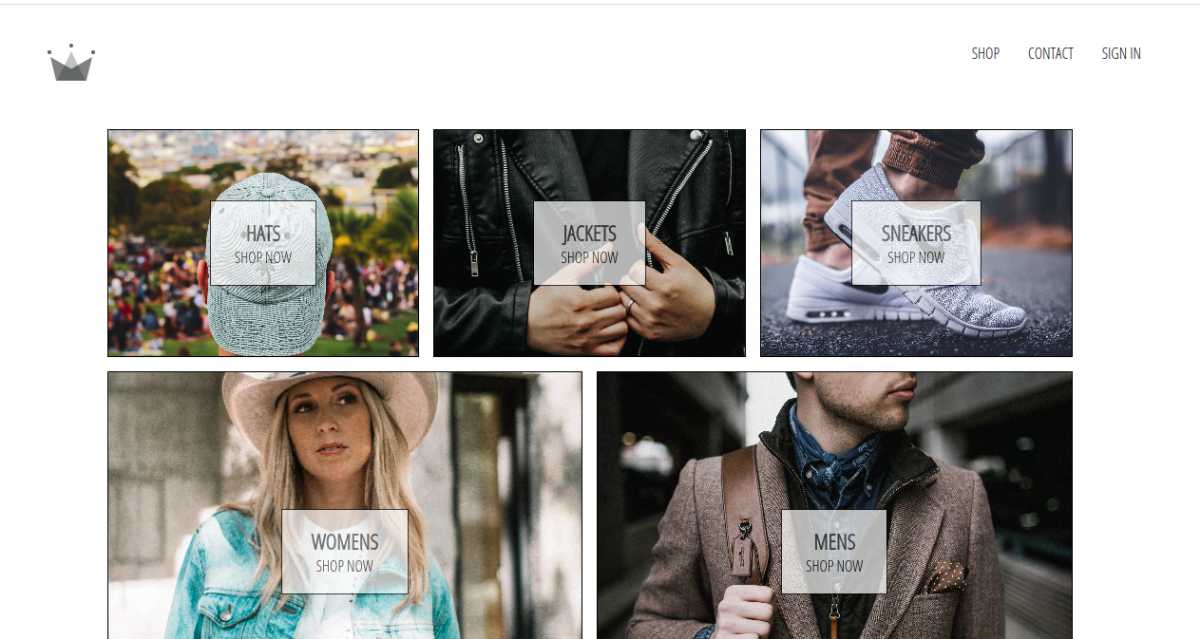 SHOP
CONTACT
SIGN IN
HATS
SHOP NOW
JACKETS
SHOP NOW
SNEAKERS
SHOP NOW
WOMENS
SHOP NOW
MENS
SHOP NOW